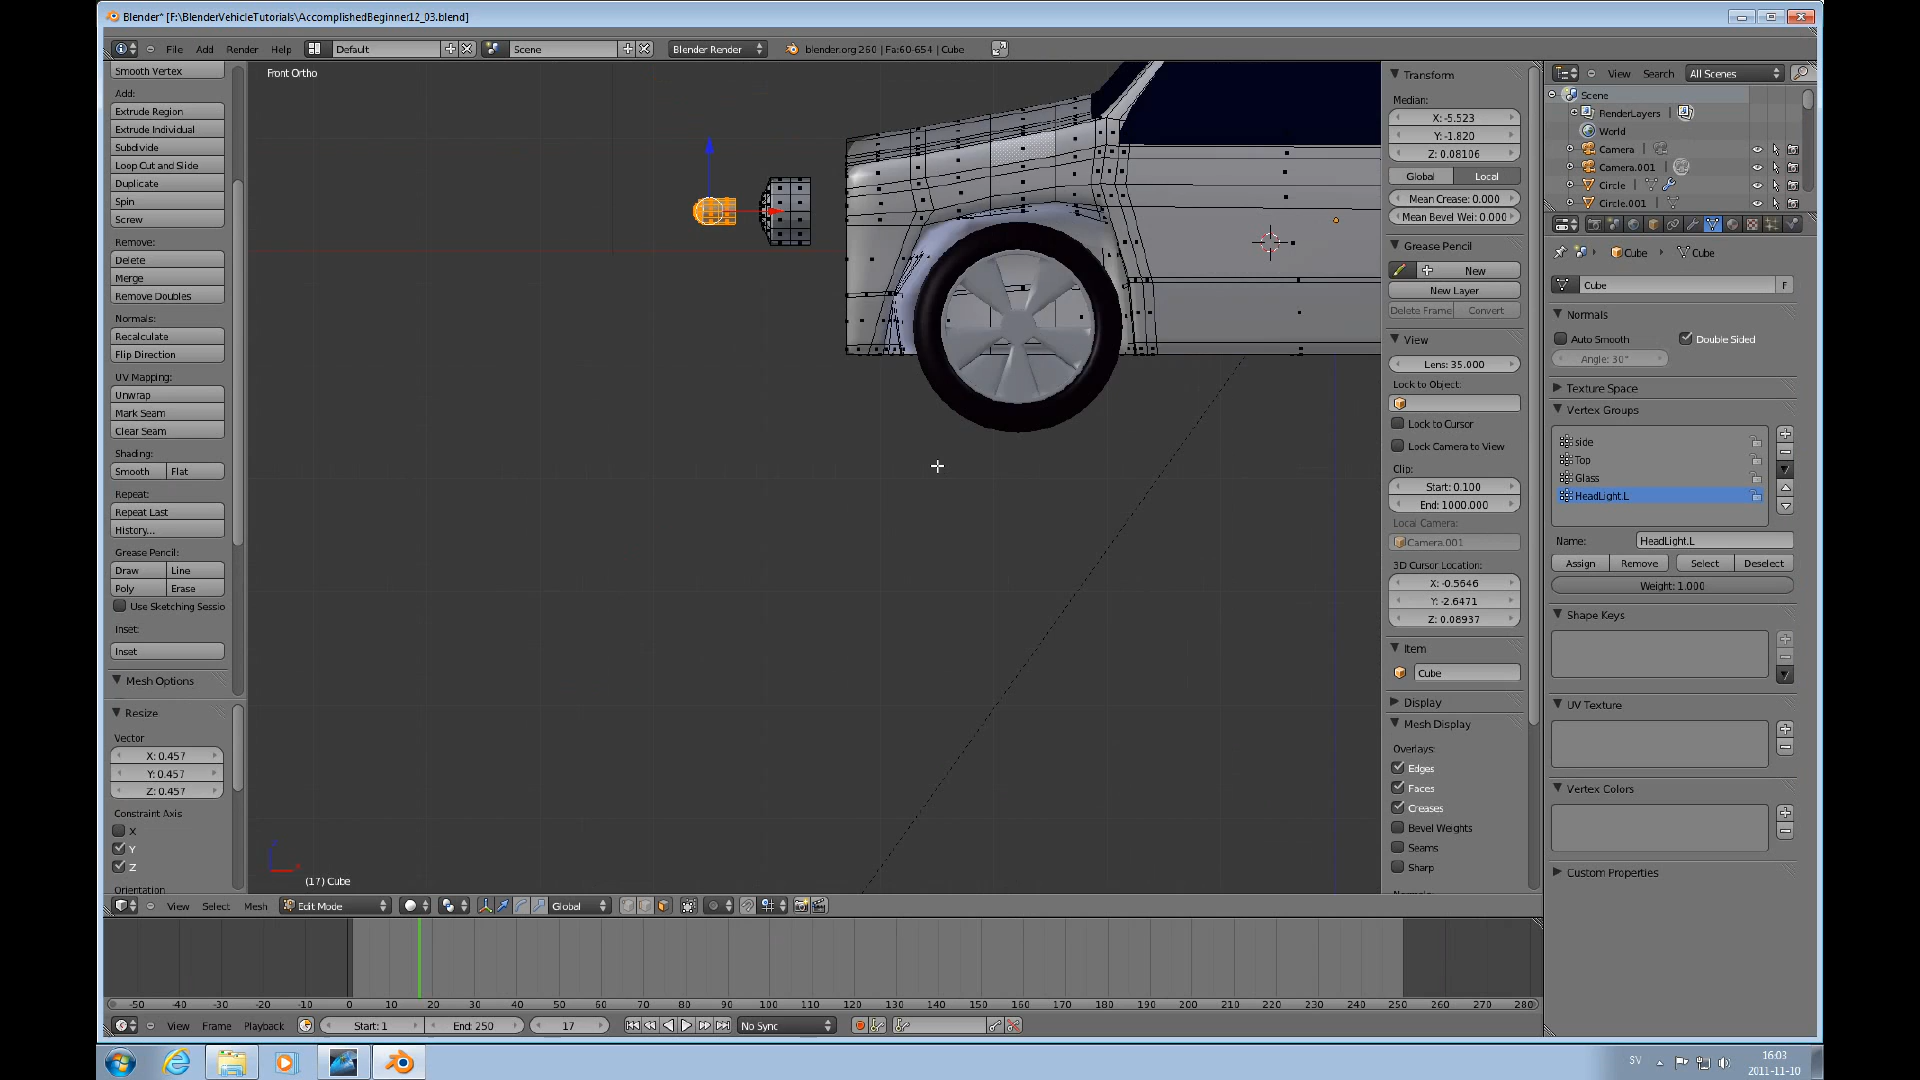 Blender* [F:\BlenderVehicleTutorials\AccomplishedBeginner12_03.blend]
File Add Render Help Default Scene Blender Render blender.org 260 | Fa:60-654 | Cube
View Search All Scenes
Smooth Vertex
Add:
Extrude Region
Extrude Individual
Subdivide
Loop Cut and Slide
Duplicate
Spin
Screw
Remove:
Delete
Merge
Remove Doubles
Normals:
Recalculate
Flip Direction
UV Mapping:
Unwrap
Mark Seam
Clear Seam
Shading:
Smooth Flat
Repeat:
Repeat Last
History...
Grease Pencil:
Draw Line
Poly Erase
Use Sketching Sessio
Inset:
Inset
Mesh Options
Resize
Vector
X: 0.457
Y: 0.457
Z: 0.457
Constraint Axis
X
Y
Z
Orientation
Front Ortho
(17) Cube
Transform
Median:
X: -5.523
Y: -1.820
Z: 0.08106
Global Local
Mean Crease: 0.000
Mean Bevel Wei: 0.000
Grease Pencil
New
New Layer
Delete Frame Convert
View
Lens: 35.000
Lock to Object:
Lock to Cursor
Lock Camera to View
Clip:
Start: 0.100
End: 1000.000
Local Camera:
Camera.001
3D Cursor Location:
X: -0.5646
Y: -2.6471
Z: 0.08937
Item
Cube
Display
Mesh Display
Overlays:
Edges
Faces
Creases
Bevel Weights
Seams
Sharp
Scene
RenderLayers
World
Camera
Camera.001
Circle
Circle.001
Cube Cube
Cube F
Normals
Auto Smooth Double Sided
Angle: 30°
Texture Space
Vertex Groups
side
Top
Glass
HeadLight.L
Name: HeadLight.L
Assign Remove Select Deselect
Weight: 1.000
Shape Keys
UV Texture
Vertex Colors
Custom Properties
View Select Mesh Edit Mode Global
-50 -40 -30 -20 -10 0 10 20 30 40 50 60 70 80 90 100 110 120 130 140 150 160 170 180 190 200 210 220 230 240 250 260 270 280
View Frame Playback Start: 1 End: 250 17 No Sync
SV
16:03
2011-11-10